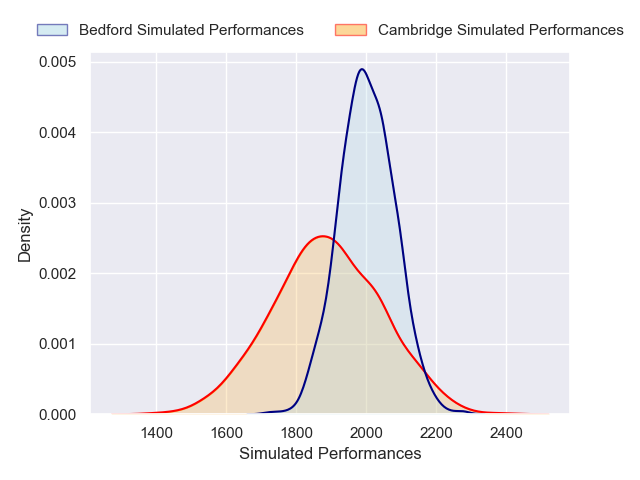 Bedford Simulated Performances
Cambridge Simulated Performances
0.005
0.004
0.003
0.002
0.001
0.000
Density
1400 1600 1800 2000 2200 2400
Simulated Performances